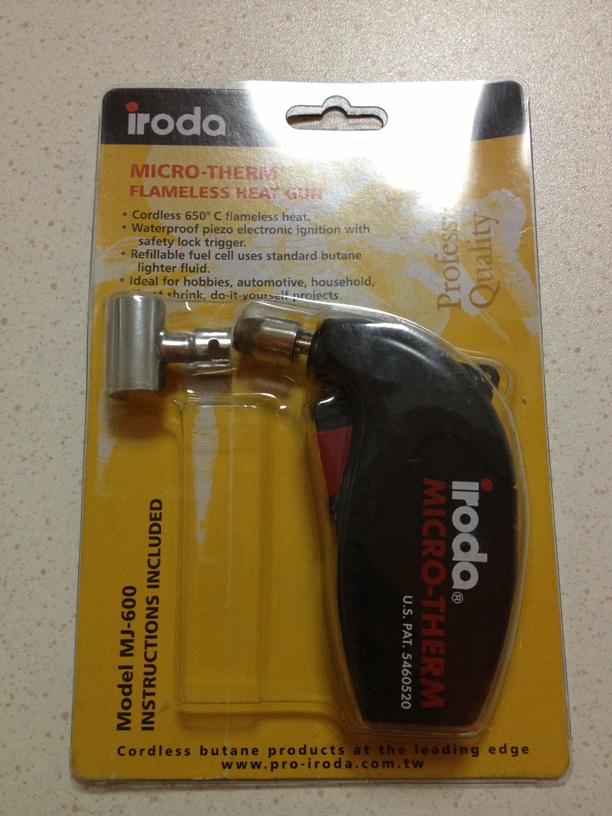 iroda
MICRO-THERM™
FLAMELESS HEAT GUN
• Cordless 650° C flameless heat.
• Waterproof piezo electronic ignition with
safety lock trigger.
• Refillable fuel cell uses standard butane
lighter fluid.
• Ideal for hobbies, automotive, household,
shrink, do-it-yourself projects.
Quality
iroda®
MICRO-THERM
U.S. PAT. 5460520
Model MJ-600
INSTRUCTIONS INCLUDED
Cordless butane products at the leading edge
www.pro-iroda.com.tw